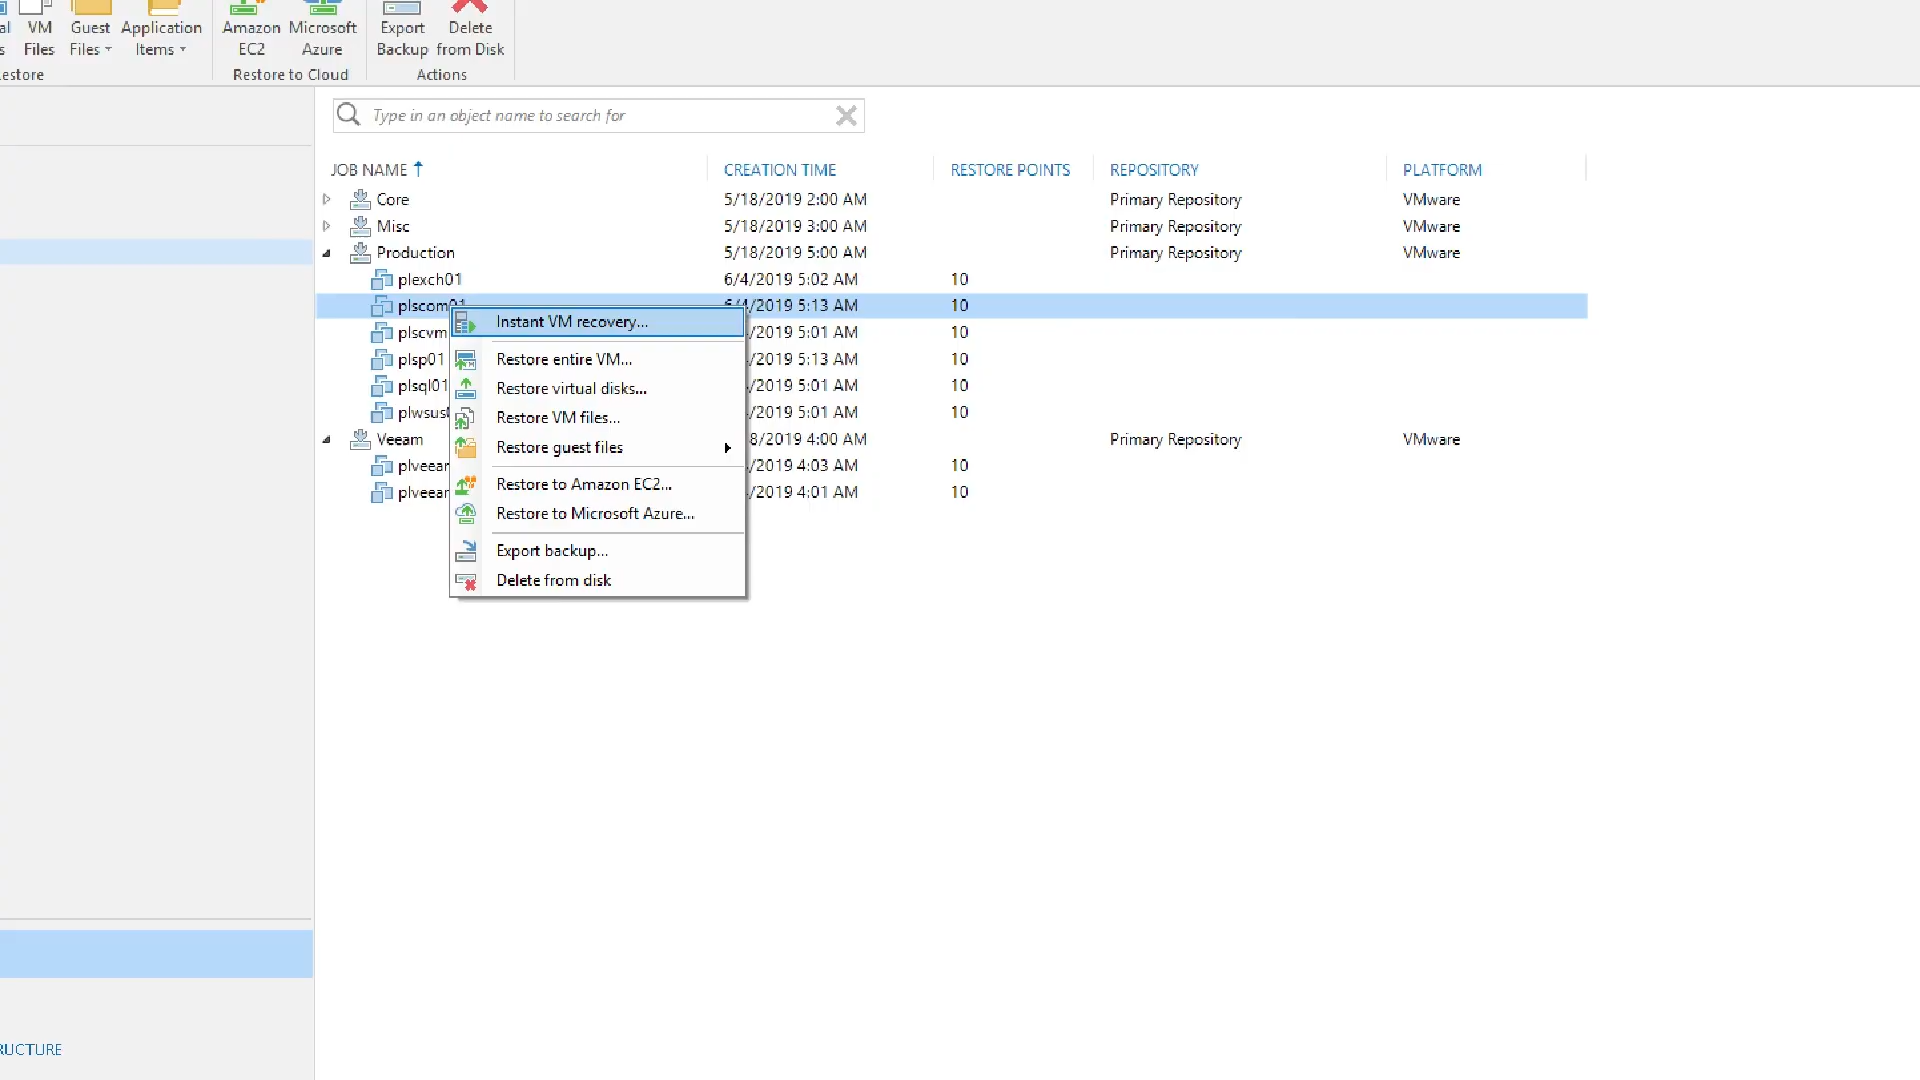 al VM Guest Application Amazon Microsoft Export Delete
s Files Files Items EC2 Azure Backup from Disk
estore Restore to Cloud Actions
Type in an object name to search for
JOB NAME CREATION TIME RESTORE POINTS REPOSITORY PLATFORM
Core 5/18/2019 2:00 AM Primary Repository VMware
Misc 5/18/2019 3:00 AM Primary Repository VMware
Production 5/18/2019 5:00 AM Primary Repository VMware
plexch01 6/4/2019 5:02 AM 10
plscom01 6/4/2019 5:13 AM 10
Instant VM recovery...
plscvm /2019 5:01 AM 10
plsp01 Restore entire VM... /2019 5:13 AM 10
plsql01 Restore virtual disks... /2019 5:01 AM 10
plwsus Restore VM files... /2019 5:01 AM 10
Veeam Restore guest files 8/2019 4:00 AM Primary Repository VMware
plveear /2019 4:03 AM 10
plveear Restore to Amazon EC2... /2019 4:01 AM 10
Restore to Microsoft Azure...
Export backup...
Delete from disk
RUCTURE